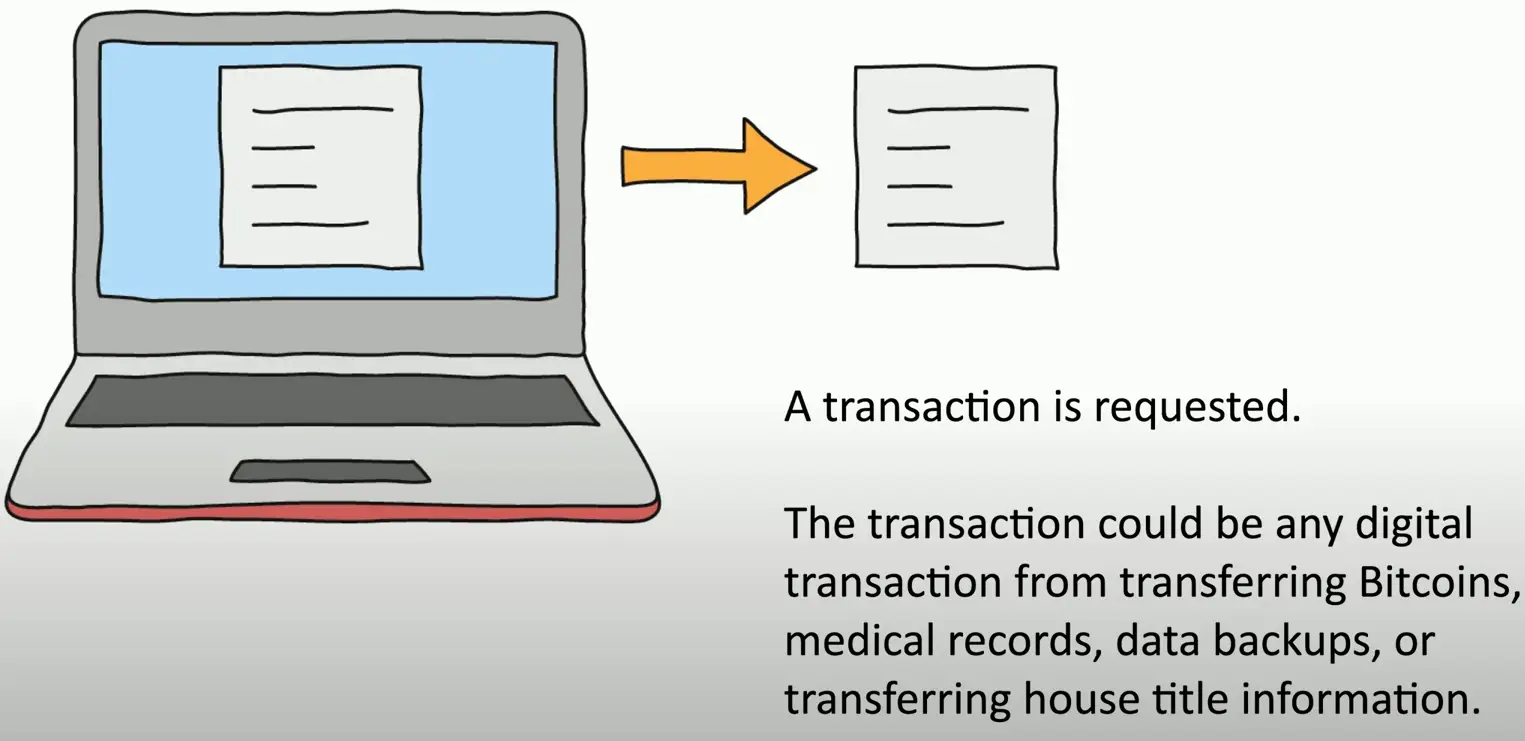 A transaction is requested.
The transaction could be any digital
transaction from transferring Bitcoins,
medical records, data backups, or
transferring house title information.